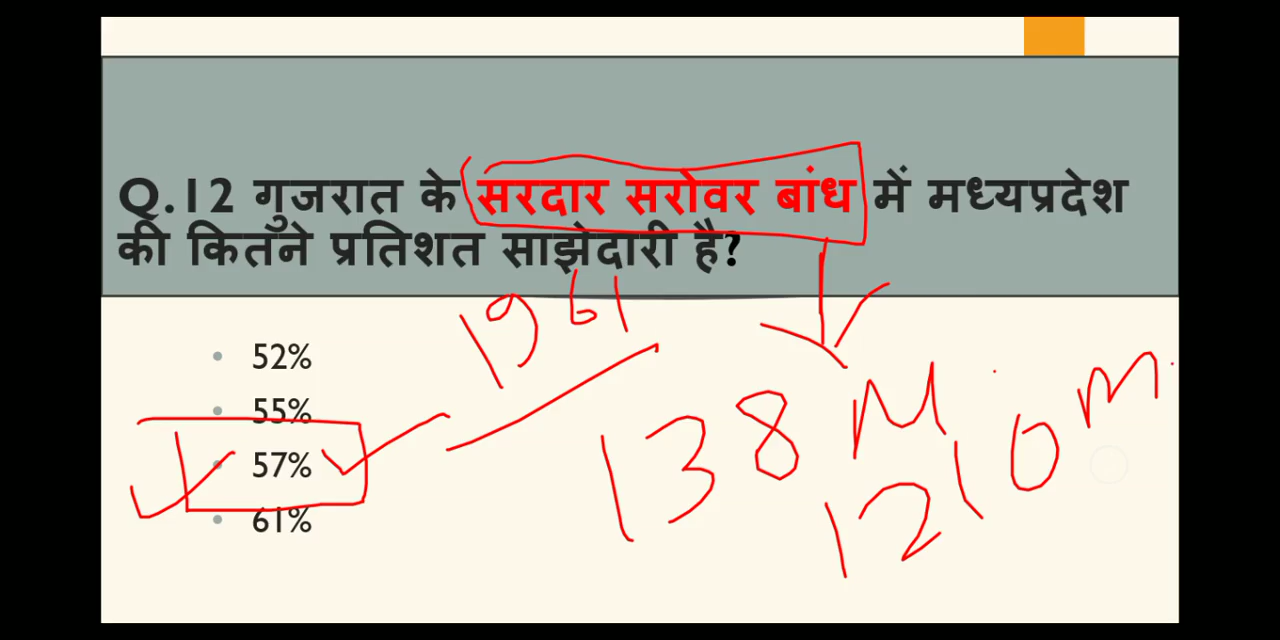 Q.12 गुजरात के सरदार सरोवर बांध में मध्यप्रदेश
की कितने प्रतिशत साझेदारी है?
1961
52%
55%
57%
61%
138 M
1210 m